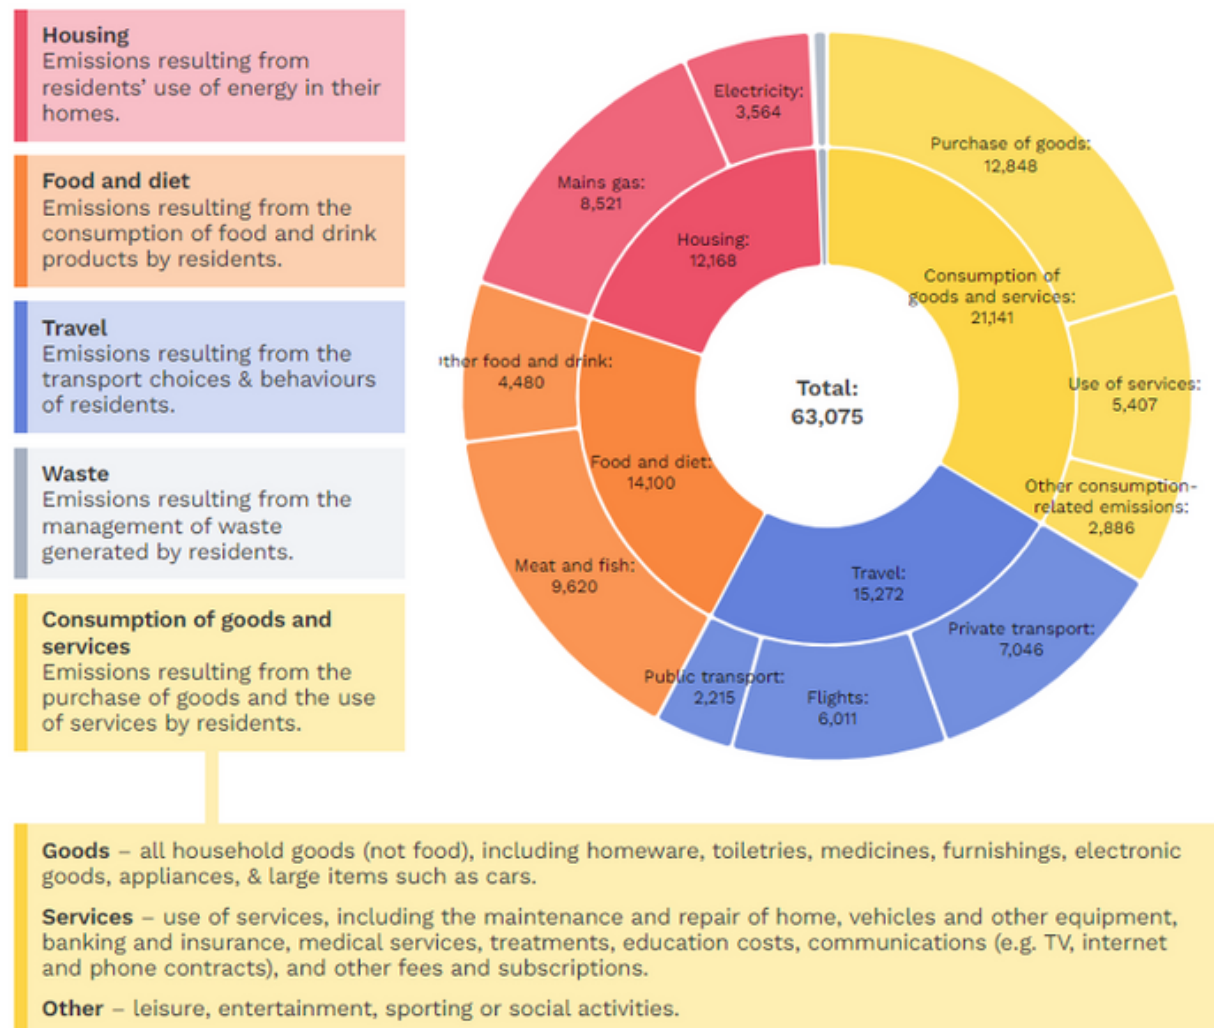 Housing
Emissions resulting from
residents’ use of energy in their
homes.
Food and diet
Emissions resulting from the
consumption of food and drink
products by residents.
Travel
Emissions resulting from the
transport choices & behaviours
of residents.
Waste
Emissions resulting from the
management of waste
generated by residents.
Consumption of goods and
services
Emissions resulting from the
purchase of goods and the use
of services by residents.
Electricity:
3,564
Purchase of goods:
12,848
Mains gas:
8,521
Housing:
12,168
Consumption of
goods and services:
21,141
ther food and drink:
4,480
Total:
63,075
Use of services:
5,407
Food and diet:
14,100
Other consumption-
related emissions:
2,886
Meat and fish:
9,620
Travel:
15,272
Private transport:
7,046
Public transport:
2,215
Flights:
6,011
Goods – all household goods (not food), including homeware, toiletries, medicines, furnishings, electronic
goods, appliances, & large items such as cars.
Services – use of services, including the maintenance and repair of home, vehicles and other equipment,
banking and insurance, medical services, treatments, education costs, communications (e.g. TV, internet
and phone contracts), and other fees and subscriptions.
Other – leisure, entertainment, sporting or social activities.